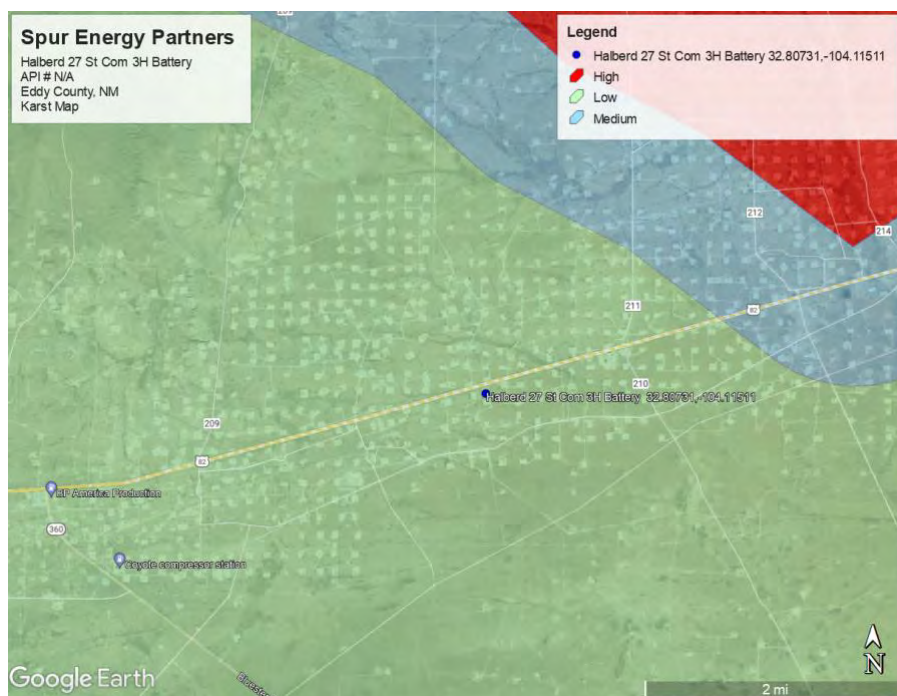 Spur Energy Partners
Halberd 27 St Com 3H Battery
API # N/A
Eddy County, NM
Karst Map
Legend
Halberd 27 St Com 3H Battery 32.80731,-104.11511
High
Low
Medium
212
214
211
82
210
Halberd 27 St Com 3H Battery 32.80731,-104.11511
209
82
BP America Production
360
Coyote compressor station
Google Earth
N
2 mi